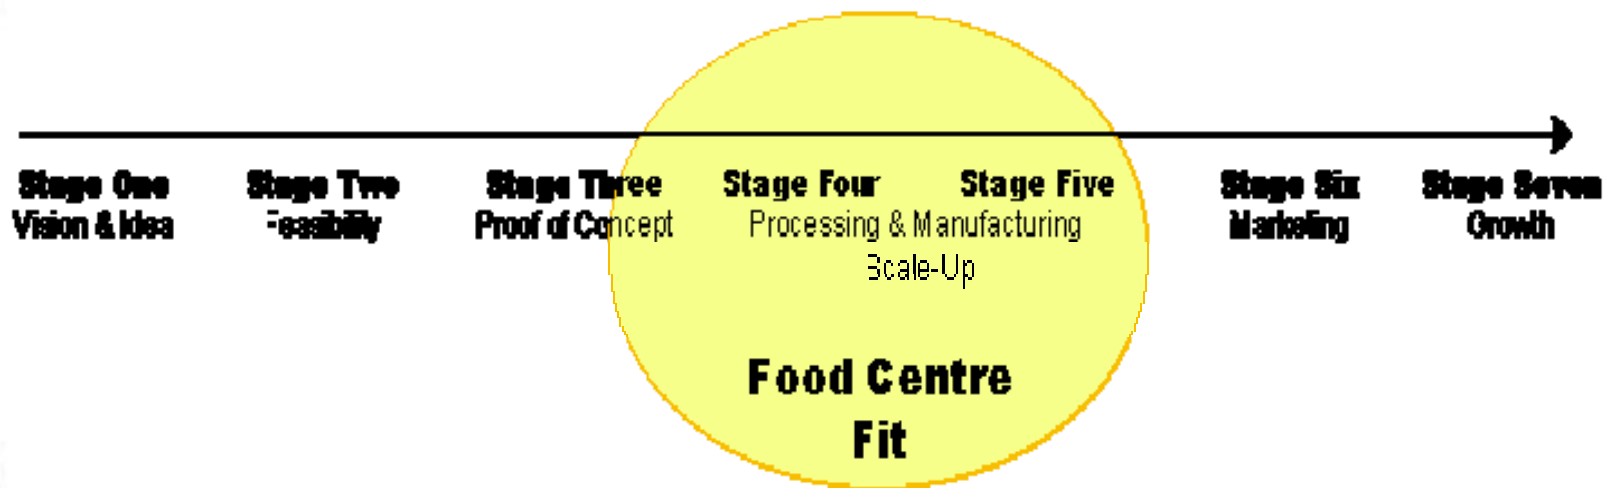 Stage One Stage Two Stage Three Stage Four Stage Five Stage Six Stage Seven
Vision & Idea Feasibility Proof of Concept Processing & Manufacturing Marketing Growth
Scale-Up
Food Centre
Fit